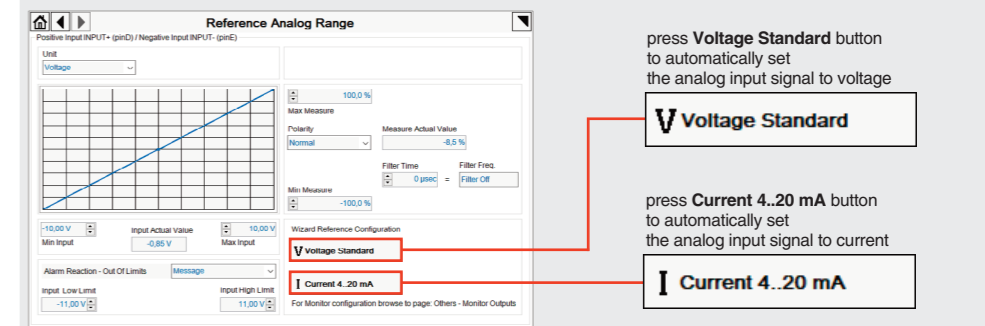 Reference Analog Range
Positive Input INPUT+ (pinD) / Negative Input INPUT- (pinE)
Unit
Voltage
100,0 %
Max Measure
Polarity
Measure Actual Value
Normal
-8,5 %
Filter Time
Filter Freq.
0 µsec = Filter Off
Min Measure
-100,0 %
-10,00 V
Input Actual Value
10,00 V
Min Input
-0,85 V
Max Input
Alarm Reaction - Out Of Limits
Message
Input Low Limit
Input High Limit
-11,00 V
11,00 V
Wizard Reference Configuration
V Voltage Standard
I Current 4..20 mA
For Monitor configuration browse to page: Others - Monitor Outputs
press Voltage Standard button
to automatically set
the analog input signal to voltage
V Voltage Standard
press Current 4..20 mA button
to automatically set
the analog input signal to current
I Current 4..20 mA